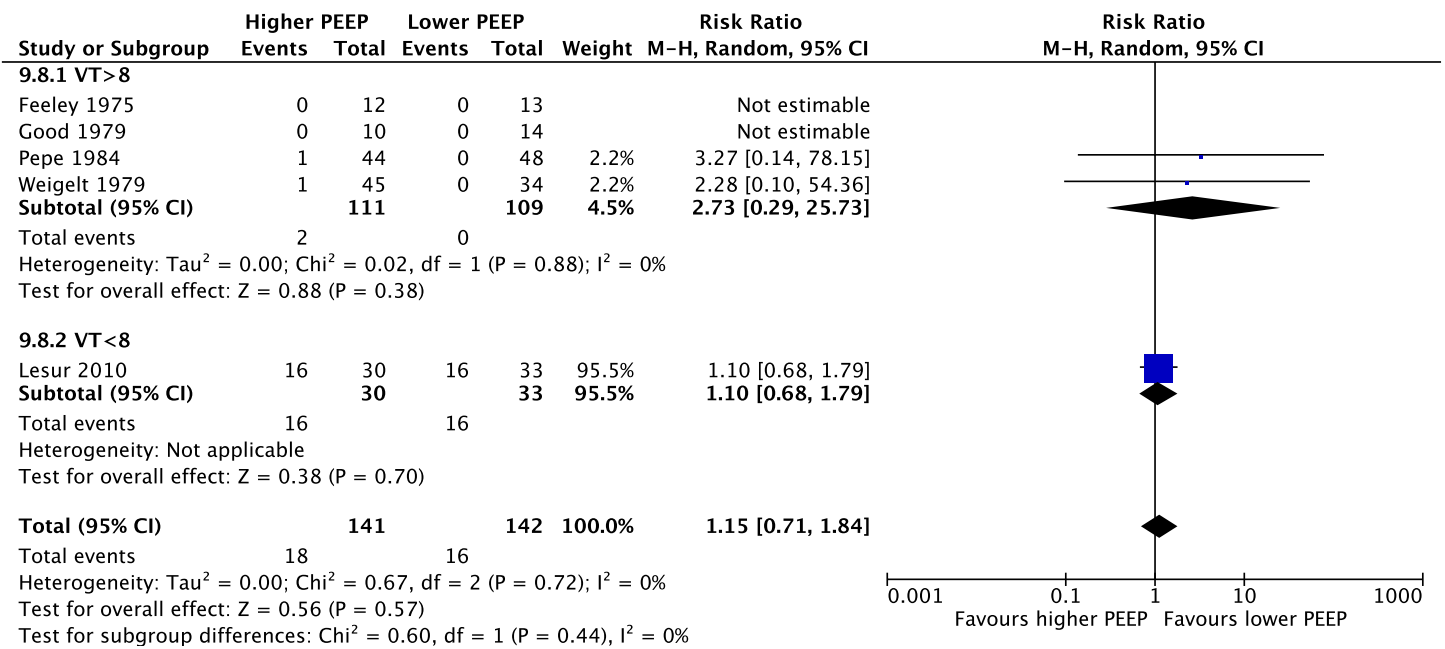 Higher PEEP Lower PEEP Risk Ratio Risk Ratio
Study or Subgroup Events Total Events Total Weight M-H, Random, 95% CI M-H, Random, 95% CI
9.8.1 VT>8
Feeley 1975 0 12 0 13 Not estimable
Good 1979 0 10 0 14 Not estimable
Pepe 1984 1 44 0 48 2.2% 3.27 [0.14, 78.15]
Weigelt 1979 1 45 0 34 2.2% 2.28 [0.10, 54.36]
Subtotal (95% CI) 111 109 4.5% 2.73 [0.29, 25.73]
Total events 2 0
Heterogeneity: Tau² = 0.00; Chi² = 0.02, df = 1 (P = 0.88); I² = 0%
Test for overall effect: Z = 0.88 (P = 0.38)
9.8.2 VT<8
Lesur 2010 16 30 16 33 95.5% 1.10 [0.68, 1.79]
Subtotal (95% CI) 30 33 95.5% 1.10 [0.68, 1.79]
Total events 16 16
Heterogeneity: Not applicable
Test for overall effect: Z = 0.38 (P = 0.70)
Total (95% CI) 141 142 100.0% 1.15 [0.71, 1.84]
Total events 18 16
Heterogeneity: Tau² = 0.00; Chi² = 0.67, df = 2 (P = 0.72); I² = 0%
Test for overall effect: Z = 0.56 (P = 0.57)
Test for subgroup differences: Chi² = 0.60, df = 1 (P = 0.44), I² = 0%
0.001 0.1 1 10 1000
Favours higher PEEP Favours lower PEEP